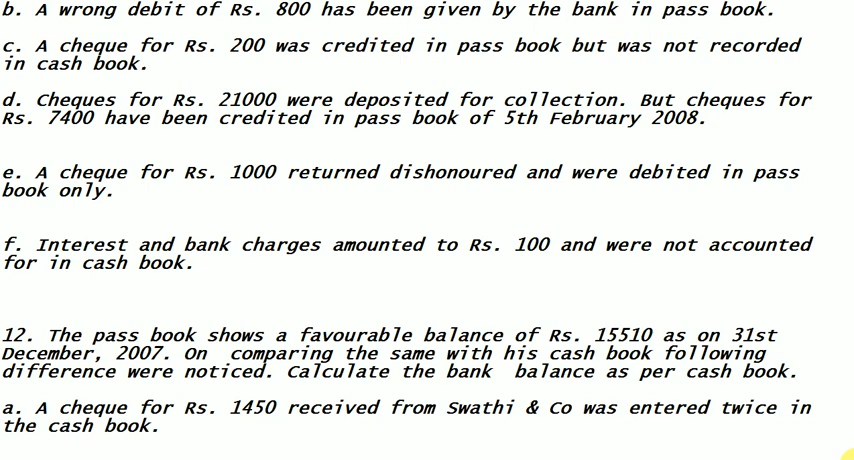 b. A wrong debit of Rs. 800 has been given by the bank in pass book.
c. A cheque for Rs. 200 was credited in pass book but was not recorded
in cash book.
d. Cheques for Rs. 21000 were deposited for collection. But cheques for
Rs. 7400 have been credited in pass book of 5th February 2008.
e. A cheque for Rs. 1000 returned dishonoured and were debited in pass
book only.
f. Interest and bank charges amounted to Rs. 100 and were not accounted
for in cash book.
12. The pass book shows a favourable balance of Rs. 15510 as on 31st
December, 2007. On comparing the same with his cash book following
difference were noticed. Calculate the bank balance as per cash book.
a. A cheque for Rs. 1450 received from Swathi & Co was entered twice in
the cash book.